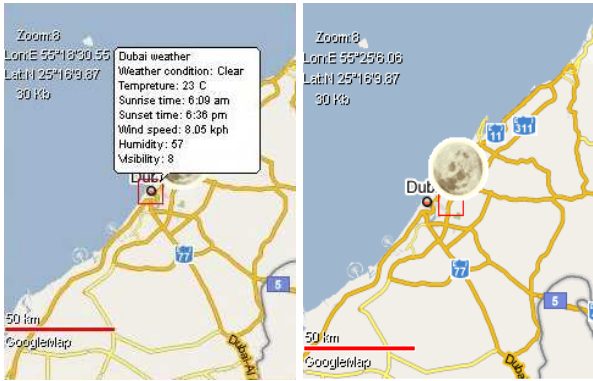 Zoom:8
Lon:E 55°18'30.55
Lat:N 25°16'9.87
30 Kb
Dubai weather
Weather condition: Clear
Tempreture: 23 C
Sunrise time: 6:09 am
Sunset time: 6:36 pm
Wind speed: 8.05 kph
Humidity: 57
Visibility: 8
Dubai
77
5
50 km
GoogleMap
Dubai-Al
Zoom:8
Lon:E 55°25'6.06
Lat:N 25°16'9.87
30 Kb
11
311
Dub
77
5
50 km
GoogleMap
Dubai